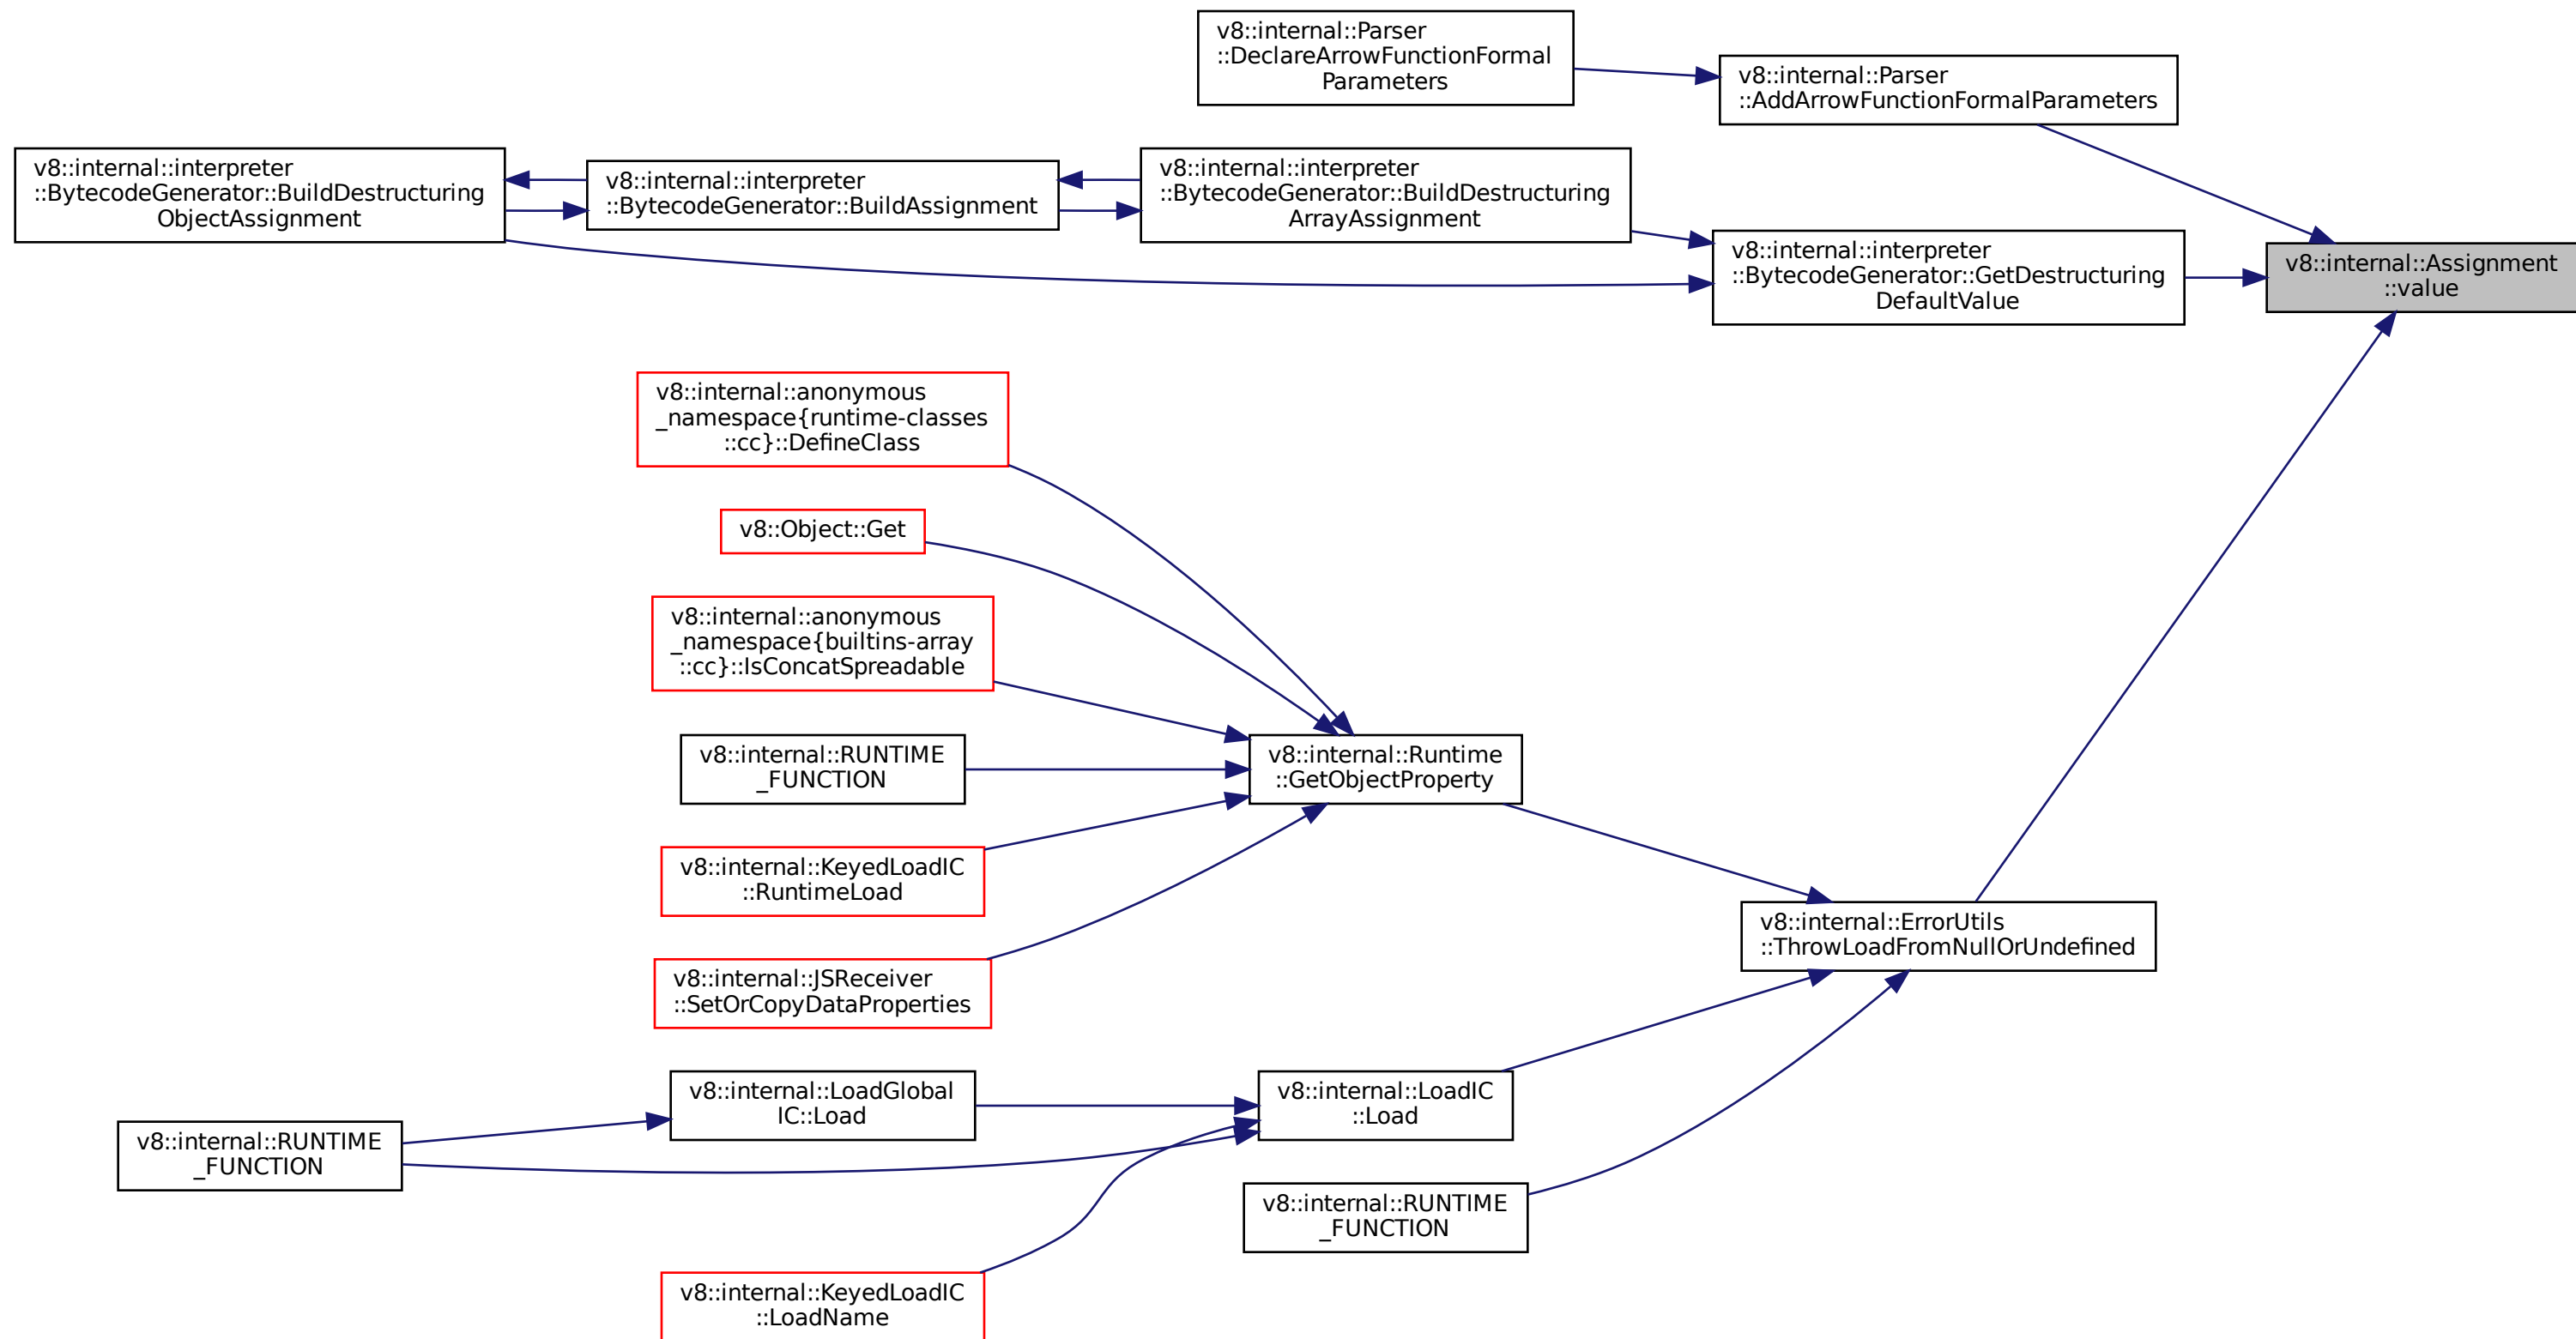 v8::internal::Parser
::DeclareArrowFunctionFormal
Parameters
v8::internal::Parser
::AddArrowFunctionFormalParameters
v8::internal::interpreter
::BytecodeGenerator::BuildDestructuring
ObjectAssignment
v8::internal::interpreter
::BytecodeGenerator::BuildAssignment
v8::internal::interpreter
::BytecodeGenerator::BuildDestructuring
ArrayAssignment
v8::internal::interpreter
::BytecodeGenerator::GetDestructuring
DefaultValue
v8::internal::Assignment
::value
v8::internal::anonymous
_namespace{runtime-classes
::cc}::DefineClass
v8::Object::Get
v8::internal::anonymous
_namespace{builtins-array
::cc}::IsConcatSpreadable
v8::internal::RUNTIME
_FUNCTION
v8::internal::Runtime
::GetObjectProperty
v8::internal::KeyedLoadIC
::RuntimeLoad
v8::internal::ErrorUtils
::ThrowLoadFromNullOrUndefined
v8::internal::JSReceiver
::SetOrCopyDataProperties
v8::internal::LoadGlobal
IC::Load
v8::internal::LoadIC
::Load
v8::internal::RUNTIME
_FUNCTION
v8::internal::RUNTIME
_FUNCTION
v8::internal::KeyedLoadIC
::LoadName